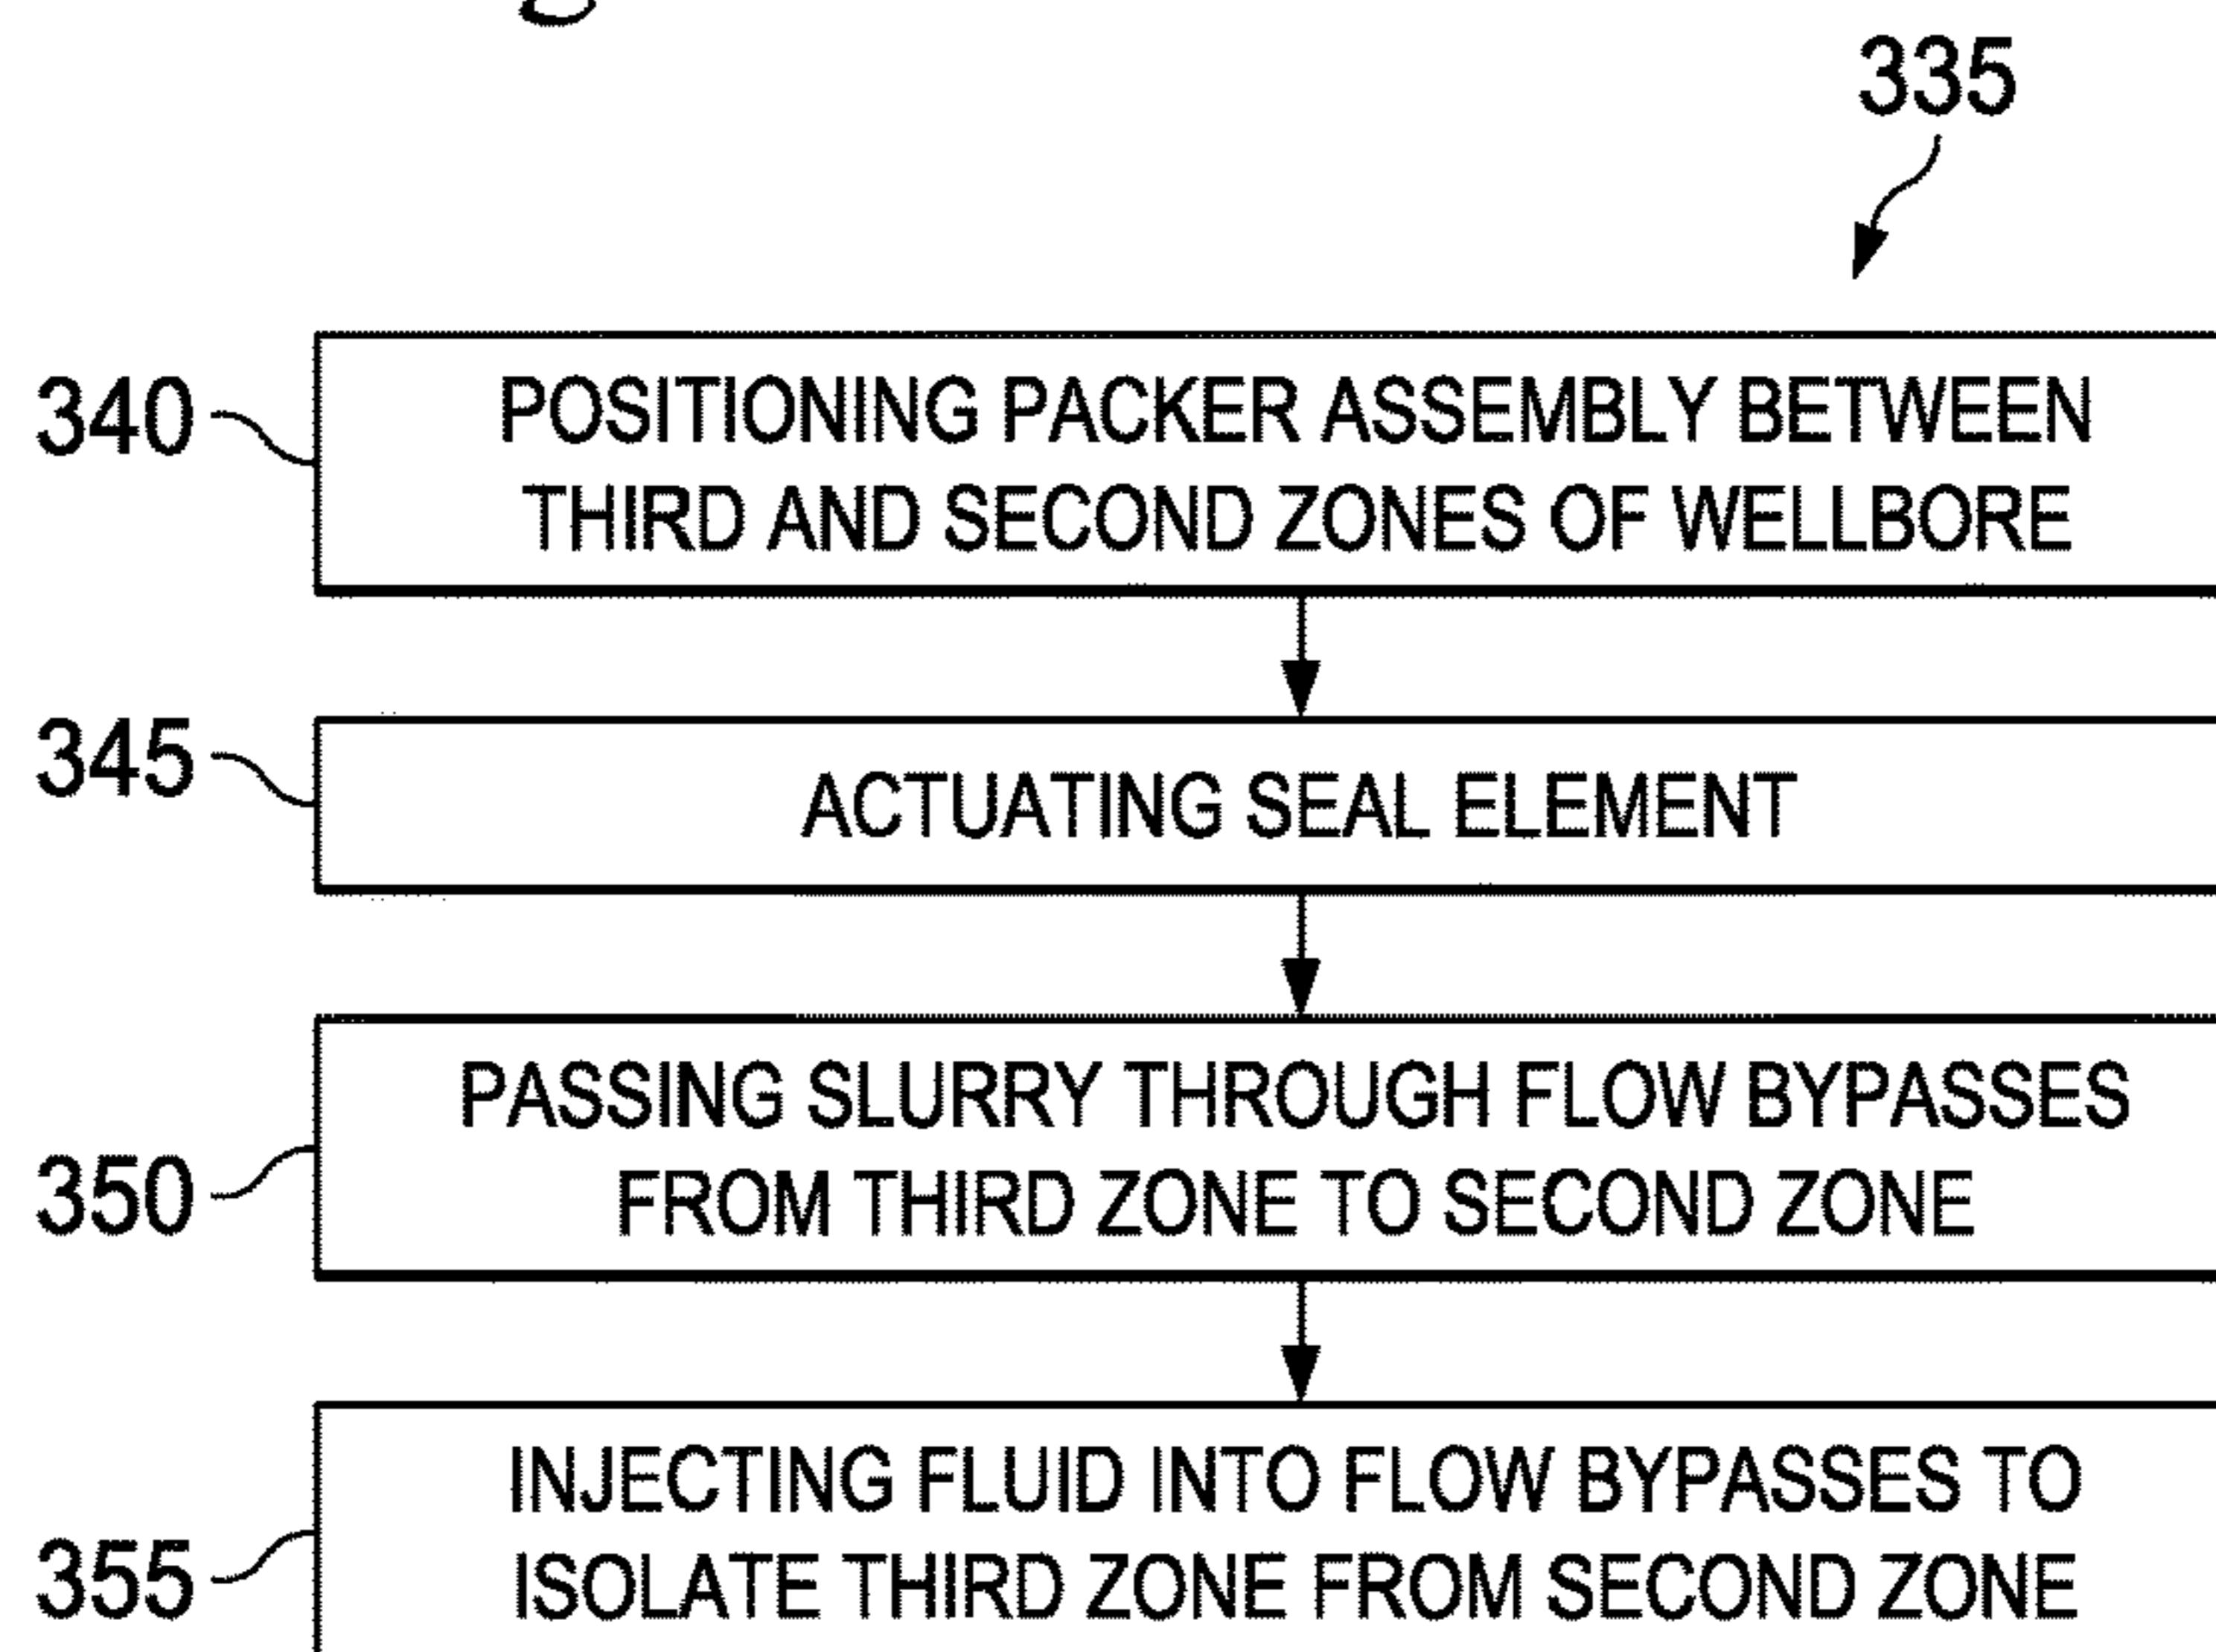 335
340
POSITIONING PACKER ASSEMBLY BETWEEN
THIRD AND SECOND ZONES OF WELLBORE
345
ACTUATING SEAL ELEMENT
350
PASSING SLURRY THROUGH FLOW BYPASSES
FROM THIRD ZONE TO SECOND ZONE
355
INJECTING FLUID INTO FLOW BYPASSES TO
ISOLATE THIRD ZONE FROM SECOND ZONE